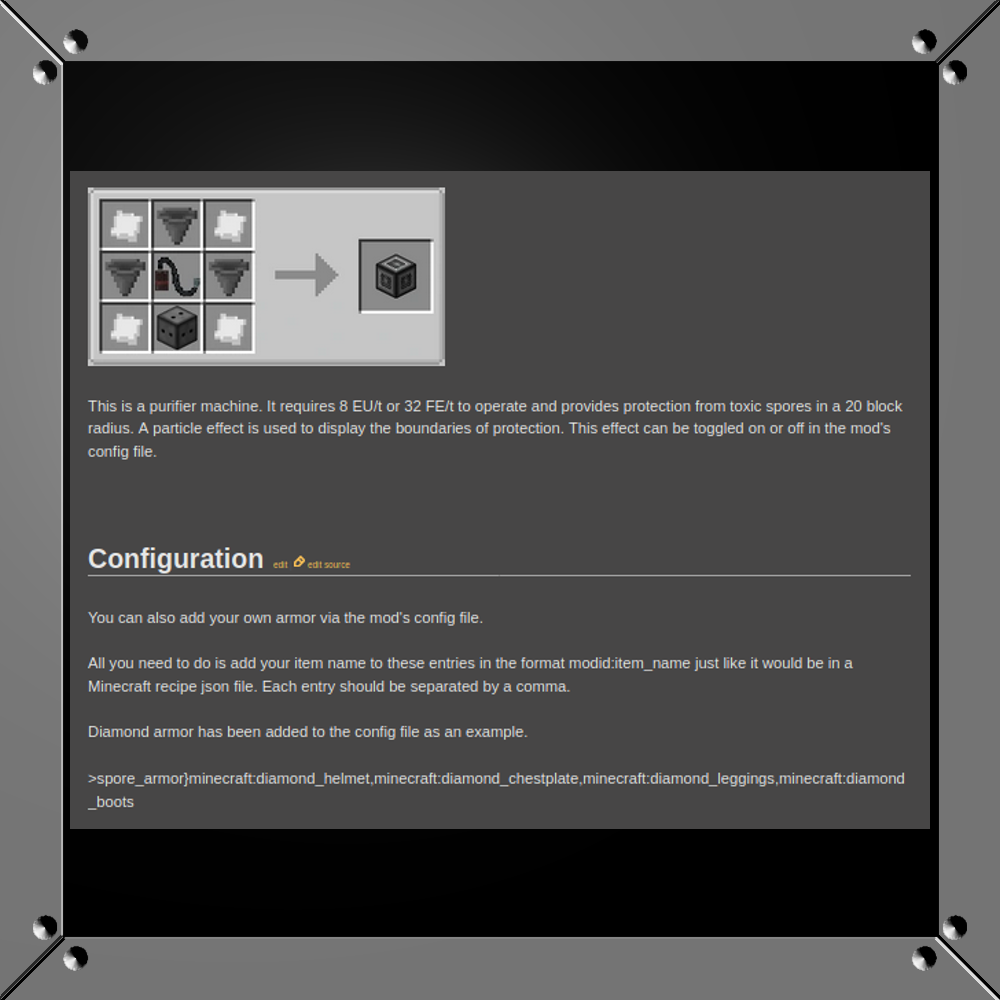 This is a purifier machine. It requires 8 EU/t or 32 FE/t to operate and provides protection from toxic spores in a 20 block
radius. A particle effect is used to display the boundaries of protection. This effect can be toggled on or off in the mod's
config file.
Configuration edit edit source
You can also add your own armor via the mod's config file.
All you need to do is add your item name to these entries in the format modid:item_name just like it would be in a
Minecraft recipe json file. Each entry should be separated by a comma.
Diamond armor has been added to the config file as an example.
>spore_armor}minecraft:diamond_helmet,minecraft:diamond_chestplate,minecraft:diamond_leggings,minecraft:diamond
_boots